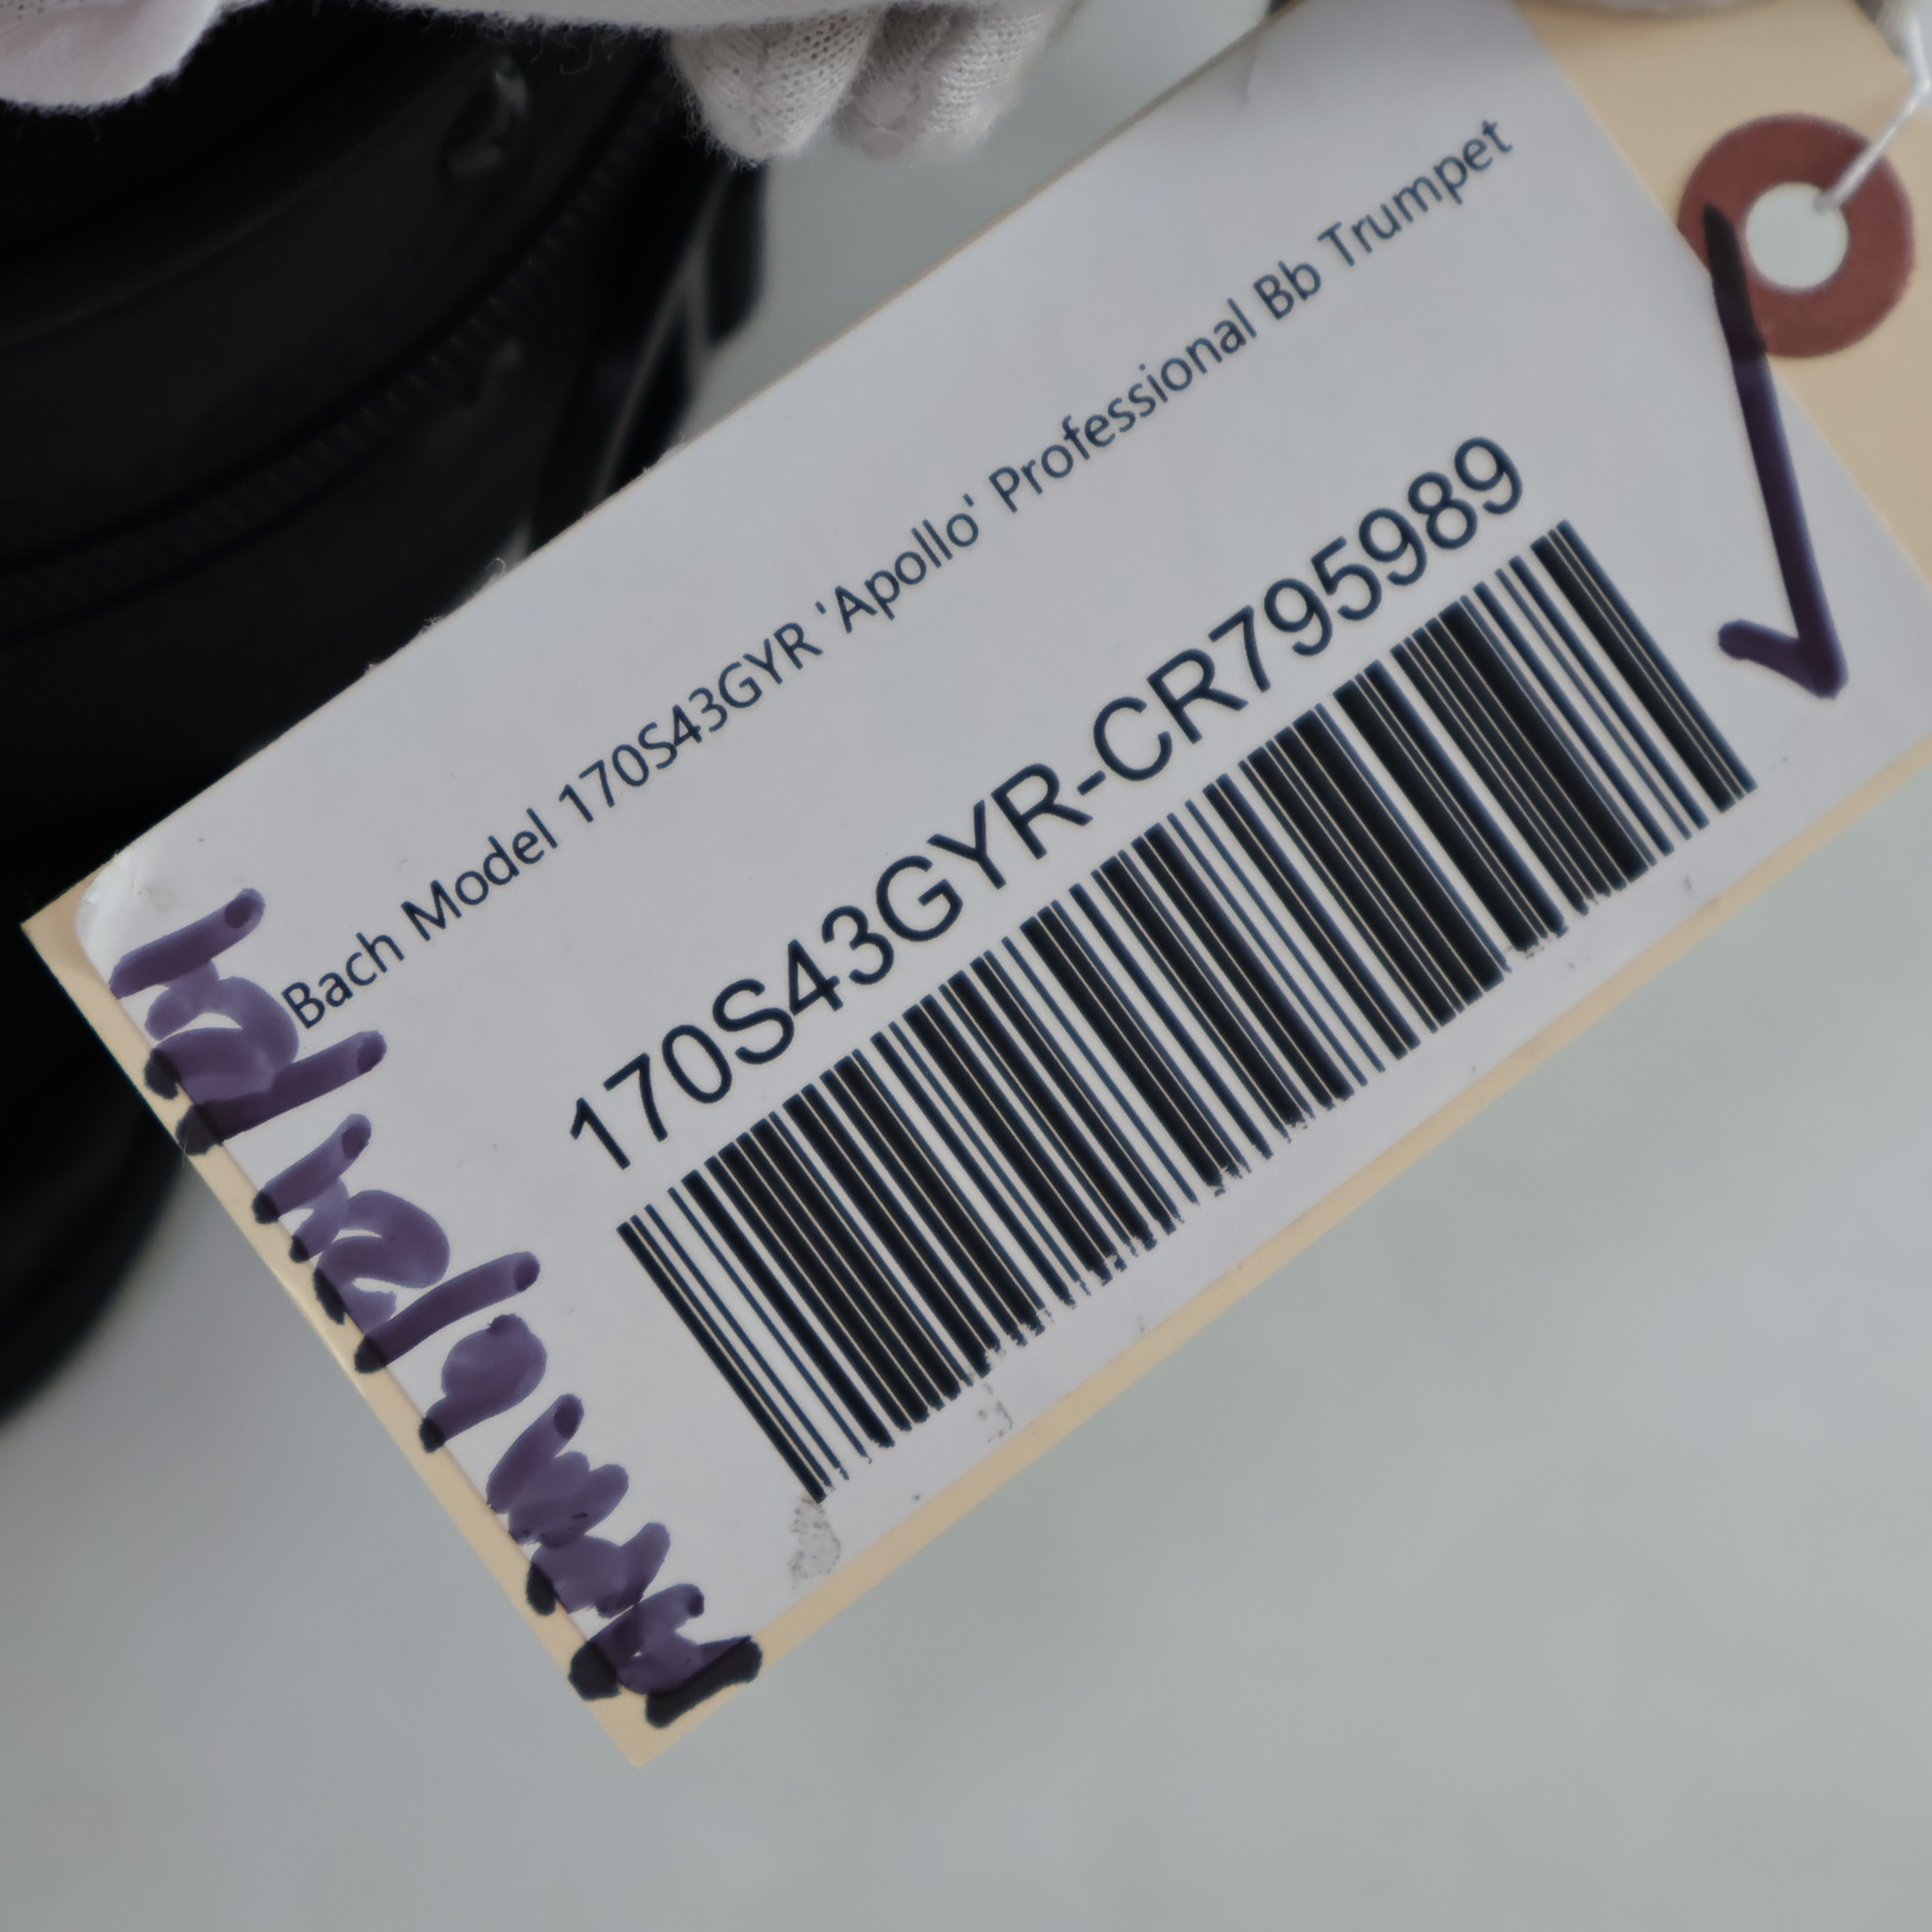 Bach Model 170S43GYR 'Apollo' Professional Bb Trumpet
170S43GYR-CR795989